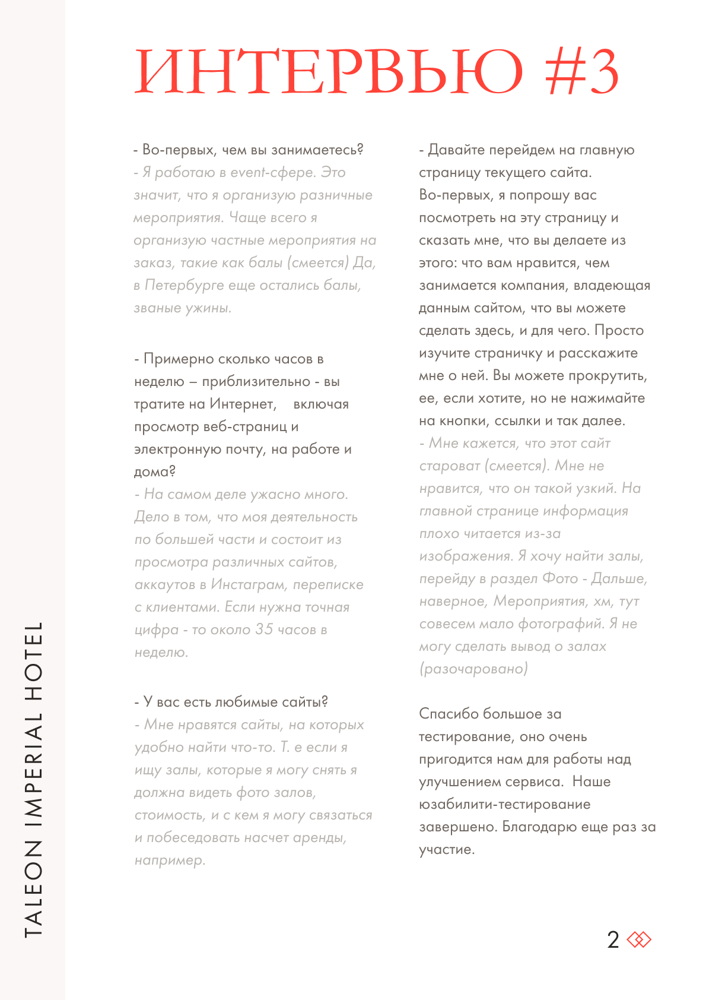 ИНТЕРВЬЮ #3
- Во-первых, чем вы занимаетесь?
- Я работаю в event-сфере. Это
значит, что я организую разничные
мероприятия. Чаще всего я
организую частные мероприятия на
заказ, такие как балы (смеется) Да,
в Петербурге еще остались балы,
званые ужины.
- Примерно сколько часов в
неделю – приблизительно - вы
тратите на Интернет, включая
просмотр веб-страниц и
электронную почту, на работе и
дома?
- На самом деле ужасно много.
Дело в том, что моя деятельность
по большей части и состоит из
просмотра различных сайтов,
аккаутов в Инстаграм, переписке
с клиентами. Если нужна точная
цифра - то около 35 часов в
неделю.
- У вас есть любимые сайты?
- Мне нравятся сайты, на которых
удобно найти что-то. Т. е если я
ищу залы, которые я могу снять я
должна видеть фото залов,
стоимость, и с кем я могу связаться
и побеседовать насчет аренды,
например.
- Давайте перейдем на главную
страницу текущего сайта.
Во-первых, я попрошу вас
посмотреть на эту страницу и
сказать мне, что вы делаете из
этого: что вам нравится, чем
занимается компания, владеющая
данным сайтом, что вы можете
сделать здесь, и для чего. Просто
изучите страничку и расскажите
мне о ней. Вы можете прокрутить,
ее, если хотите, но не нажимайте
на кнопки, ссылки и так далее.
- Мне кажется, что этот сайт
староват (смеется). Мне не
нравится, что он такой узкий. На
главной странице информация
плохо читается из-за
изображения. Я хочу найти залы,
перейду в раздел Фото - Дальше,
наверное, Мероприятия, хм, тут
совесем мало фотографий. Я не
могу сделать вывод о залах
(разочаровано)
Спасибо большое за
тестирование, оно очень
пригодится нам для работы над
улучшением сервиса. Наше
юзабилити-тестирование
завершено. Благодарю еще раз за
участие.
TALEON IMPERIAL HOTEL
2